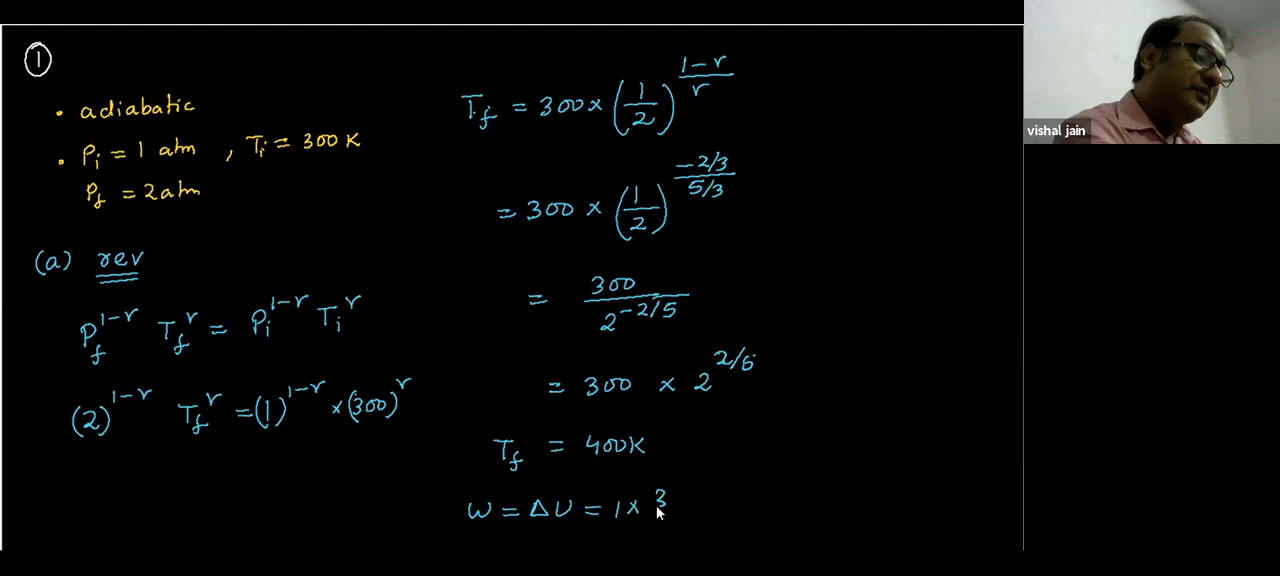 ①
• adiabatic
• Pi = 1 atm , Ti = 300 K
Pf = 2 atm
(a) rev
Pf^(1-r) Tf^r = Pi^(1-r) Ti^r
(2)^(1-r) Tf^r = (1)^(1-r) × (300)^r
Tf = 300 × (1/2)^((1-r)/r)
= 300 × (1/2)^((-2/3)/(5/3))
= 300 / 2^(-2/5)
= 300 × 2^(2/5)
Tf = 400K
W = ΔU = 1 × 3
vishal jain